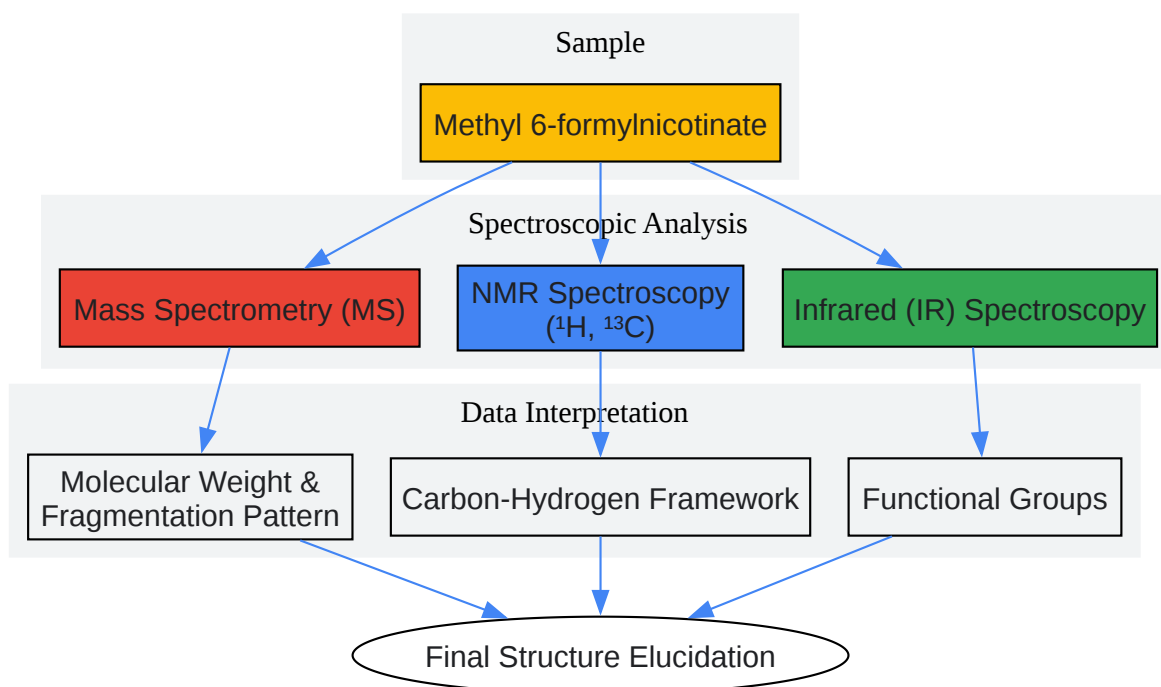 Sample
Methyl 6-formylnicotinate
Spectroscopic Analysis
Mass Spectrometry (MS)
NMR Spectroscopy
(¹H, ¹³C)
Infrared (IR) Spectroscopy
Data Interpretation
Molecular Weight &
Fragmentation Pattern
Carbon-Hydrogen Framework
Functional Groups
Final Structure Elucidation